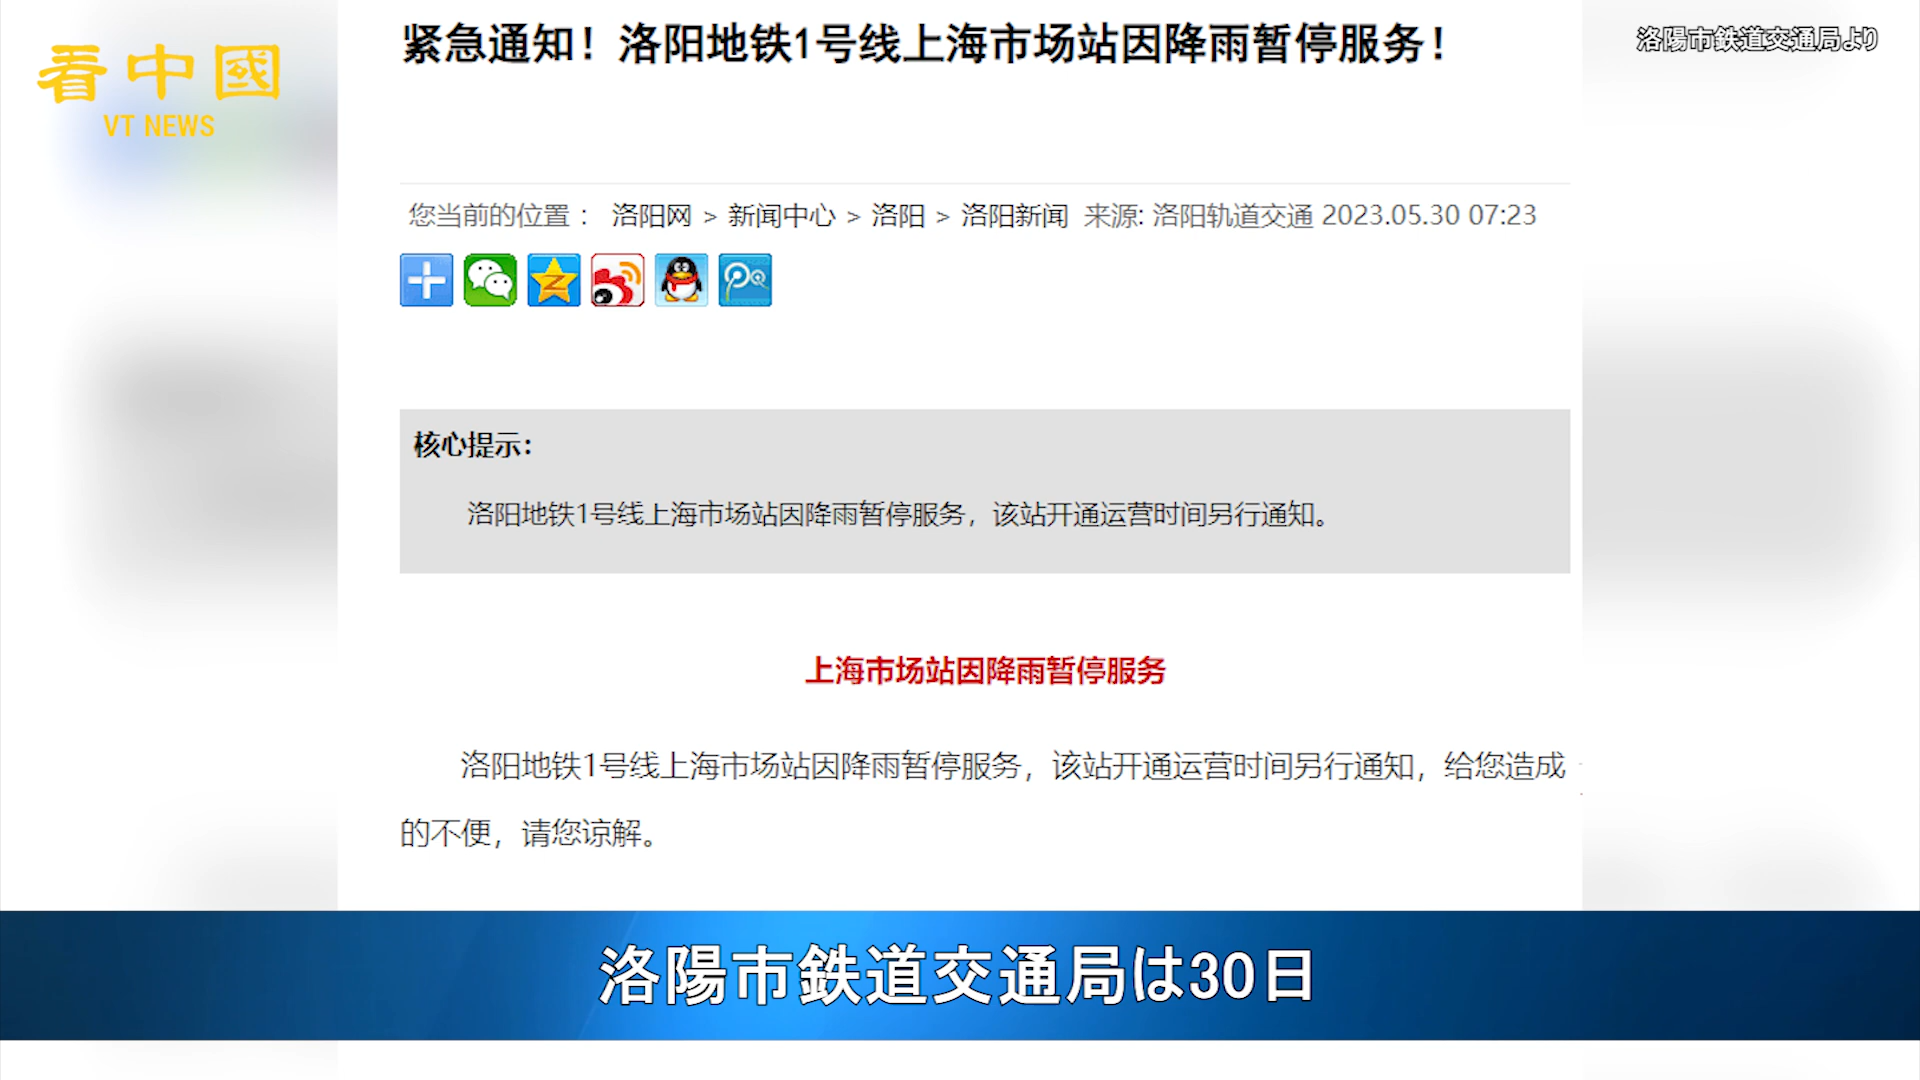 紧急通知！洛阳地铁1号线上海市场站因降雨暂停服务！
洛陽市鉄道交通局より
看中國
VT NEWS
您当前的位置： 洛阳网 > 新闻中心 > 洛阳 > 洛阳新闻 来源: 洛阳轨道交通 2023.05.30 07:23
核心提示：
洛阳地铁1号线上海市场站因降雨暂停服务，该站开通运营时间另行通知。
上海市场站因降雨暂停服务
洛阳地铁1号线上海市场站因降雨暂停服务，该站开通运营时间另行通知，给您造成
的不便，请您谅解。
洛陽市鉄道交通局は30日